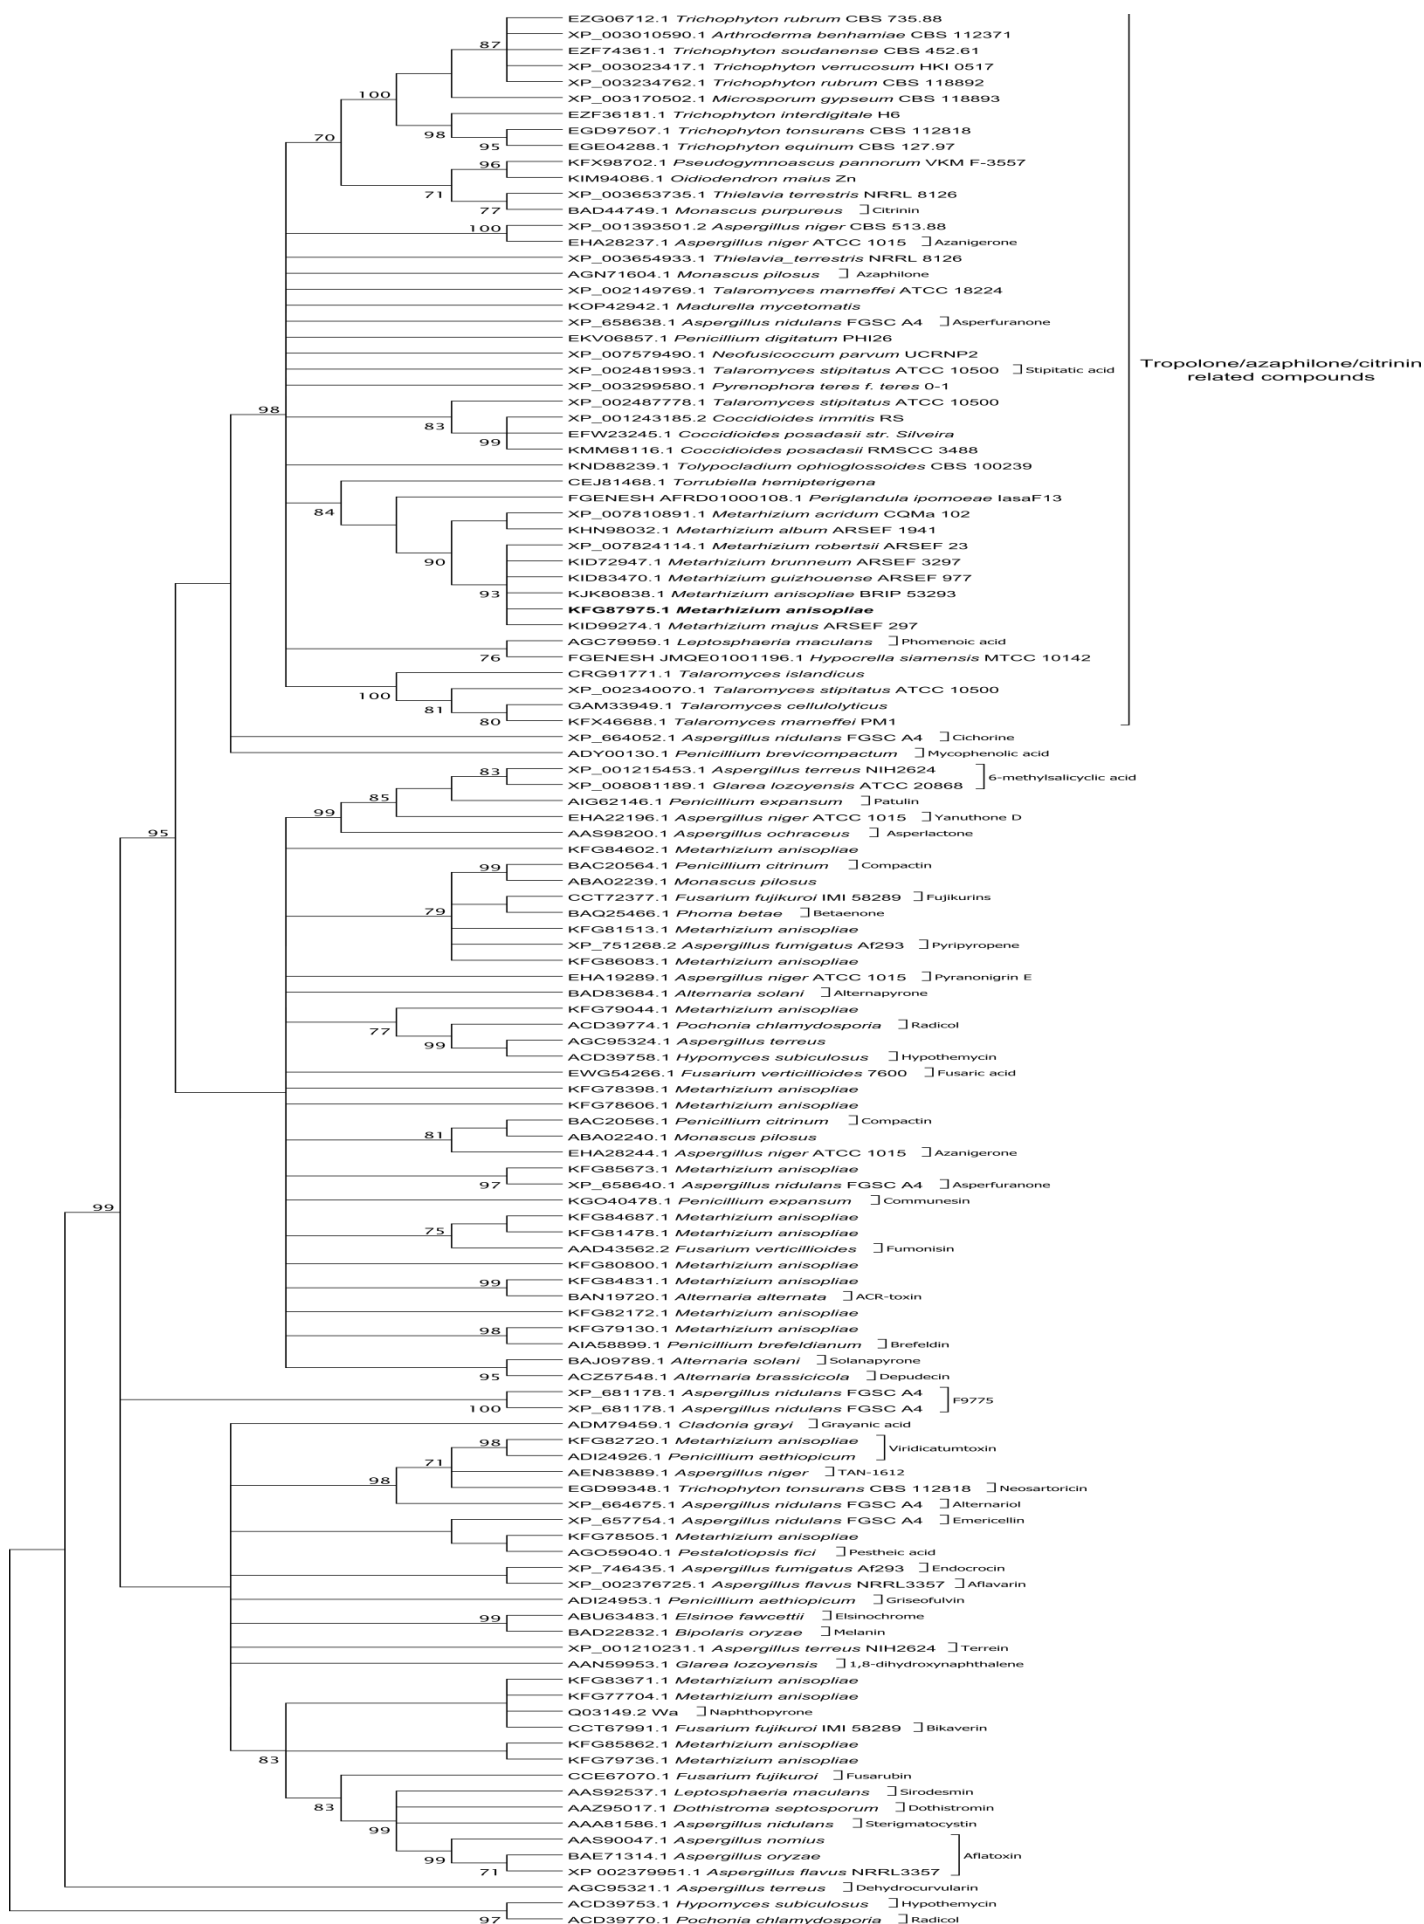 EZG06712.1 Trichophyton rubrum CBS 735.88
XP_003010590.1 Arthroderma benhamiae CBS 112371
87
EZF74361.1 Trichophyton soudanense CBS 452.61
XP_003023417.1 Trichophyton verrucosum HKI 0517
XP_003234762.1 Trichophyton rubrum CBS 118892
100
XP_003170502.1 Microsporum gypseum CBS 118893
EZF36181.1 Trichophyton interdigitale H6
98
EGD97507.1 Trichophyton tonsurans CBS 112818
70
95
EGE04288.1 Trichophyton equinum CBS 127.97
96
KFX98702.1 Pseudogymnoascus pannorum VKM F-3557
KIM94086.1 Oidiodendron maius Zn
71
XP_003653735.1 Thielavia terrestris NRRL 8126
77
BAD44749.1 Monascus purpureus Citrinin
100
XP_001393501.2 Aspergillus niger CBS 513.88
EHA28237.1 Aspergillus niger ATCC 1015 Azanigerone
XP_003654933.1 Thielavia_terrestris NRRL 8126
AGN71604.1 Monascus pilosus Azaphilone
XP_002149769.1 Talaromyces marneffei ATCC 18224
KOP42942.1 Madurella mycetomatis
XP_658638.1 Aspergillus nidulans FGSC A4 Asperfuranone
EKV06857.1 Penicillium digitatum PHI26
XP_007579490.1 Neofusicoccum parvum UCRNP2
XP_002481993.1 Talaromyces stipitatus ATCC 10500 Stipitatic acid
Tropolone/azaphilone/citrinin
related compounds
XP_003299580.1 Pyrenophora teres f. teres 0-1
XP_002487778.1 Talaromyces stipitatus ATCC 10500
98
83
XP_001243185.2 Coccidioides immitis RS
EFW23245.1 Coccidioides posadasii str. Silveira
99
KMM68116.1 Coccidioides posadasii RMSCC 3488
KND88239.1 Tolypocladium ophioglossoides CBS 100239
CEJ81468.1 Torrubiella hemipterigena
84
FGENESH AFRD01000108.1 Periglandula ipomoeae IasaF13
XP_007810891.1 Metarhizium acridum CQMa 102
KHN98032.1 Metarhizium album ARSEF 1941
XP_007824114.1 Metarhizium robertsii ARSEF 23
90
KID72947.1 Metarhizium brunneum ARSEF 3297
KID83470.1 Metarhizium guizhouense ARSEF 977
93
KJK80838.1 Metarhizium anisopliae BRIP 53293
KFG87975.1 Metarhizium anisopliae
KID99274.1 Metarhizium majus ARSEF 297
AGC79959.1 Leptosphaeria maculans Phomenoic acid
76
FGENESH JMQE01001196.1 Hypocrella siamensis MTCC 10142
CRG91771.1 Talaromyces islandicus
100
XP_002340070.1 Talaromyces stipitatus ATCC 10500
81
GAM33949.1 Talaromyces cellulolyticus
80
KFX46688.1 Talaromyces marneffei PM1
XP_664052.1 Aspergillus nidulans FGSC A4 Cichorine
ADY00130.1 Penicillium brevicompactum Mycophenolic acid
83
XP_001215453.1 Aspergillus terreus NIH2624
6-methylsalicyclic acid
XP_008081189.1 Glarea lozoyensis ATCC 20868
85
AIG62146.1 Penicillium expansum Patulin
99
EHA22196.1 Aspergillus niger ATCC 1015 Yanuthone D
95
AAS98200.1 Aspergillus ochraceus Asperlactone
KFG84602.1 Metarhizium anisopliae
99
BAC20564.1 Penicillium citrinum Compactin
ABA02239.1 Monascus pilosus
CCT72377.1 Fusarium fujikuroi IMI 58289 Fujikurins
79
BAQ25466.1 Phoma betae Betaenone
KFG81513.1 Metarhizium anisopliae
XP_751268.2 Aspergillus fumigatus Af293 Pyripyropene
KFG86083.1 Metarhizium anisopliae
EHA19289.1 Aspergillus niger ATCC 1015 Pyranonigrin E
BAD83684.1 Alternaria solani Alternapyrone
KFG79044.1 Metarhizium anisopliae
77
ACD39774.1 Pochonia chlamydosporia Radicol
99
AGC95324.1 Aspergillus terreus
ACD39758.1 Hypomyces subiculosus Hypothemycin
EWG54266.1 Fusarium verticillioides 7600 Fusaric acid
KFG78398.1 Metarhizium anisopliae
KFG78606.1 Metarhizium anisopliae
BAC20566.1 Penicillium citrinum Compactin
81
ABA02240.1 Monascus pilosus
EHA28244.1 Aspergillus niger ATCC 1015 Azanigerone
KFG85673.1 Metarhizium anisopliae
97
XP_658640.1 Aspergillus nidulans FGSC A4 Asperfuranone
KGO40478.1 Penicillium expansum Communesin
99
KFG84687.1 Metarhizium anisopliae
75
KFG81478.1 Metarhizium anisopliae
AAD43562.2 Fusarium verticillioides Fumonisin
KFG80800.1 Metarhizium anisopliae
99
KFG84831.1 Metarhizium anisopliae
BAN19720.1 Alternaria alternata ACR-toxin
KFG82172.1 Metarhizium anisopliae
98
KFG79130.1 Metarhizium anisopliae
AIA58899.1 Penicillium brefeldianum Brefeldin
BAJ09789.1 Alternaria solani Solanapyrone
95
ACZ57548.1 Alternaria brassicicola Depudecin
XP_681178.1 Aspergillus nidulans FGSC A4
F9775
100
XP_681178.1 Aspergillus nidulans FGSC A4
ADM79459.1 Cladonia grayi Grayanic acid
98
KFG82720.1 Metarhizium anisopliae
Viridicatumtoxin
ADI24926.1 Penicillium aethiopicum
71
AEN83889.1 Aspergillus niger TAN-1612
98
EGD99348.1 Trichophyton tonsurans CBS 112818 Neosartoricin
XP_664675.1 Aspergillus nidulans FGSC A4 Alternariol
XP_657754.1 Aspergillus nidulans FGSC A4 Emericellin
KFG78505.1 Metarhizium anisopliae
AGO59040.1 Pestalotiopsis fici Pestheic acid
XP_746435.1 Aspergillus fumigatus Af293 Endocrocin
XP_002376725.1 Aspergillus flavus NRRL3357 Aflavarin
ADI24953.1 Penicillium aethiopicum Griseofulvin
99
ABU63483.1 Elsinoe fawcettii Elsinochrome
BAD22832.1 Bipolaris oryzae Melanin
XP_001210231.1 Aspergillus terreus NIH2624 Terrein
AAN59953.1 Glarea lozoyensis 1,8-dihydroxynaphthalene
KFG83671.1 Metarhizium anisopliae
KFG77704.1 Metarhizium anisopliae
Q03149.2 Wa Naphthopyrone
CCT67991.1 Fusarium fujikuroi IMI 58289 Bikaverin
KFG85862.1 Metarhizium anisopliae
83
KFG79736.1 Metarhizium anisopliae
CCE67070.1 Fusarium fujikuroi Fusarubin
AAS92537.1 Leptosphaeria maculans Sirodesmin
83
AAZ95017.1 Dothistroma septosporum Dothistromin
99
AAA81586.1 Aspergillus nidulans Sterigmatocystin
AAS90047.1 Aspergillus nomius
99
BAE71314.1 Aspergillus oryzae
Aflatoxin
71
XP 002379951.1 Aspergillus flavus NRRL3357
AGC95321.1 Aspergillus terreus Dehydrocurvularin
ACD39753.1 Hypomyces subiculosus Hypothemycin
97
ACD39770.1 Pochonia chlamydosporia Radicol